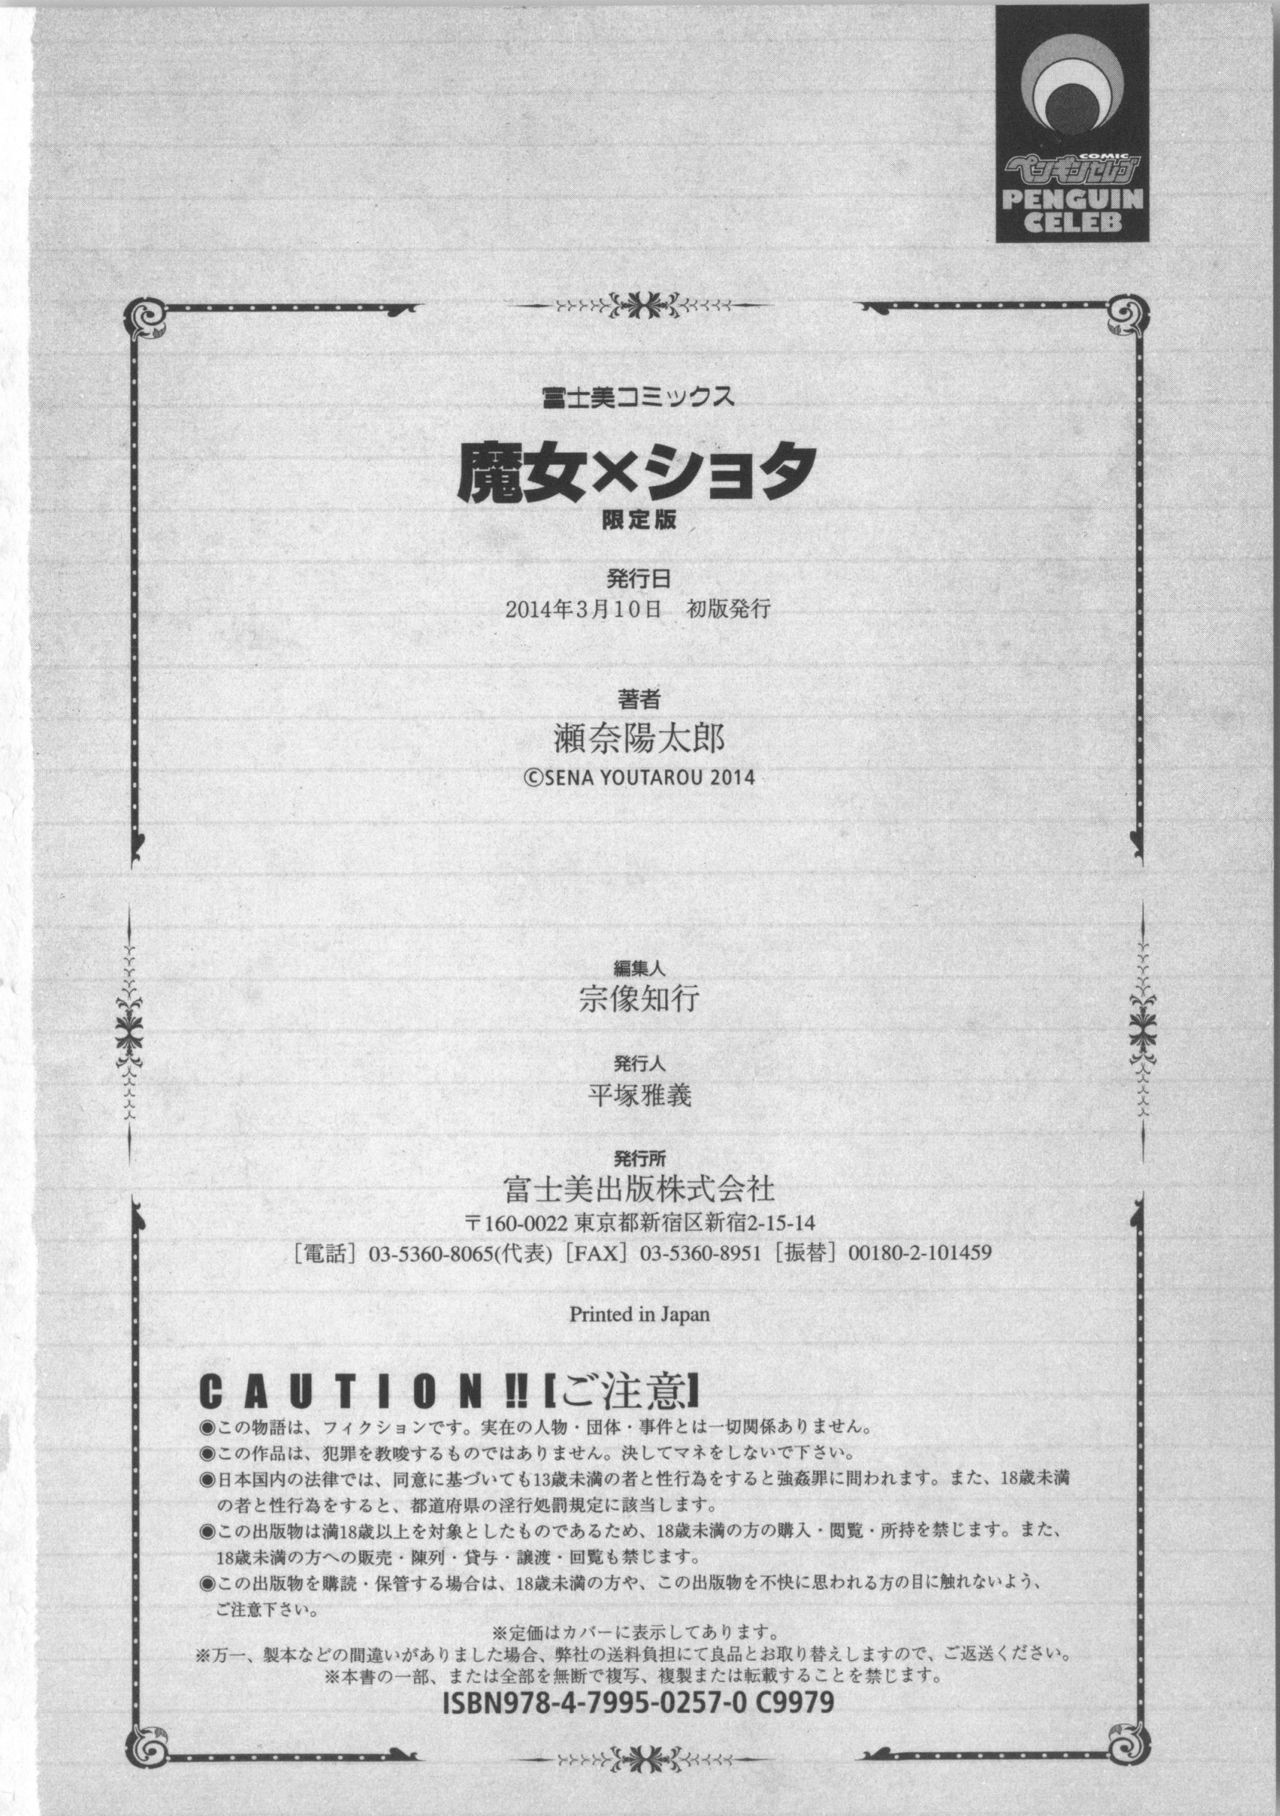 COMIC
ペンギンセレブ
PENGUIN
CELEB
富士美コミックス
魔女×ショタ
限定版
発行日
2014年3月10日　初版発行
著者
瀬奈陽太郎
©SENA YOUTAROU 2014
編集人
宗像知行
発行人
平塚雅義
発行所
富士美出版株式会社
〒160-0022 東京都新宿区新宿2-15-14
［電話］03-5360-8065(代表)［FAX］03-5360-8951［振替］00180-2-101459
Printed in Japan
CAUTION!!【ご注意】
◉この物語は、フィクションです。実在の人物・団体・事件とは一切関係ありません。
◉この作品は、犯罪を教唆するものではありません。決してマネをしないで下さい。
◉日本国内の法律では、同意に基づいても13歳未満の者と性行為をすると強姦罪に問われます。また、18歳未満
の者と性行為をすると、都道府県の淫行処罰規定に該当します。
◉この出版物は満18歳以上を対象としたものであるため、18歳未満の方の購入・閲覧・所持を禁じます。また、
18歳未満の方への販売・陳列・貸与・譲渡・回覧も禁じます。
◉この出版物を購読・保管する場合は、18歳未満の方や、この出版物を不快に思われる方の目に触れないよう、
ご注意下さい。
※定価はカバーに表示してあります。
※万一、製本などの間違いがありました場合、弊社の送料負担にて良品とお取り替えしますので、ご返送ください。
※本書の一部、または全部を無断で複写、複製または転載することを禁じます。
ISBN978-4-7995-0257-0 C9979